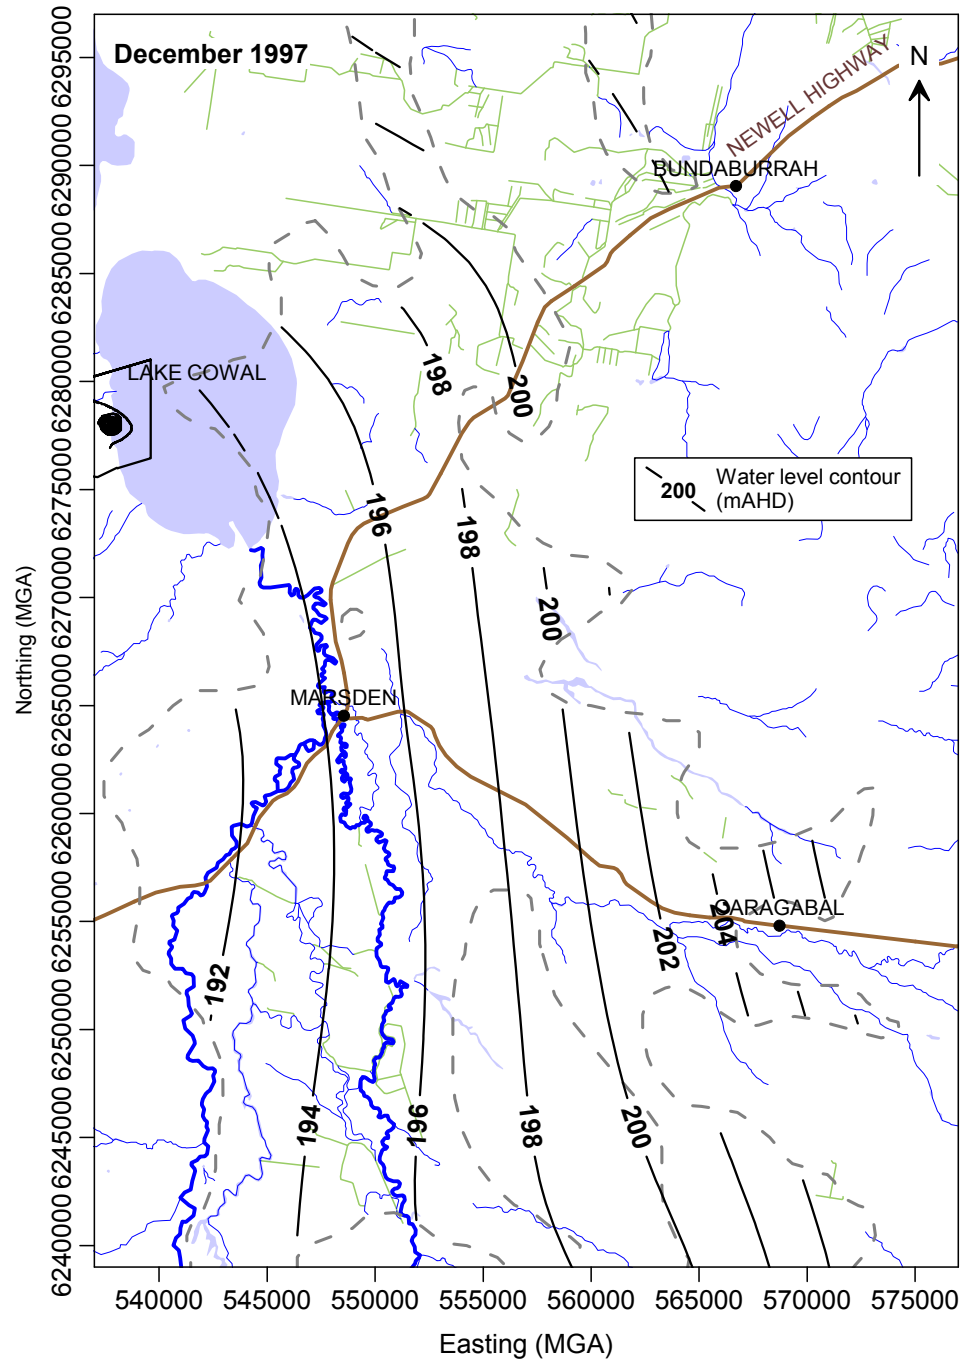 December 1997
N
NEWELL HIGHWAY
BUNDABURRAH
LAKE COWAL
198
200
200 Water level contour
(mAHD)
196
198
200
MARSDEN
CARAGABAL
204
202
192
194
196
198
200
6295000
6290000
6285000
6280000
6275000
6270000
6265000
6260000
6255000
6250000
6245000
6240000
Northing (MGA)
540000 545000 550000 555000 560000 565000 570000 575000
Easting (MGA)